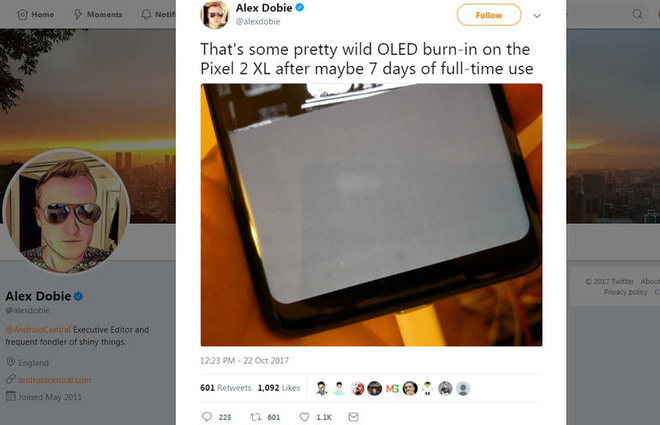 Home
Moments
Notifi
Alex Dobie
@alexdobie
Follow
That's some pretty wild OLED burn-in on the
Pixel 2 XL after maybe 7 days of full-time use
12:23 PM - 22 Oct 2017
601 Retweets 1,092 Likes
MG
225
601
1.1K
Alex Dobie
@alexdobie
@AndroidCentral Executive Editor and
frequent fondler of shiny things.
England
androidcentral.com
Joined May 2011
© 2017 Twitter About
Privacy policy C